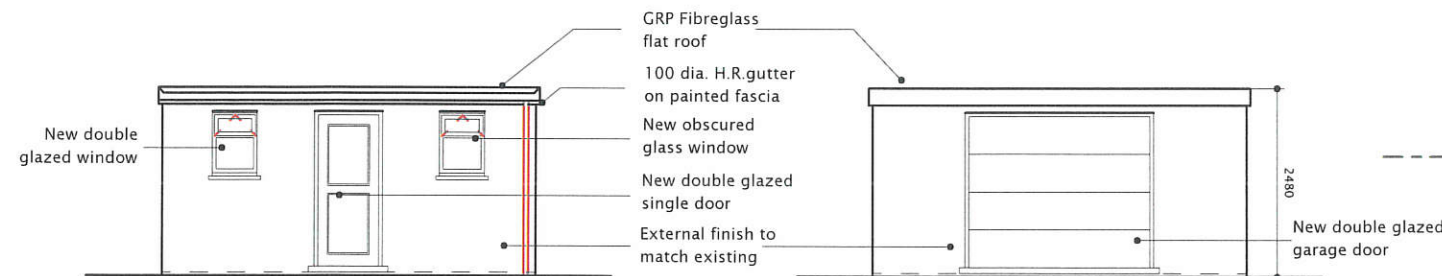 GRP Fibreglass
flat roof
100 dia. H.R.gutter
on painted fascia
New double
glazed window
New obscured
glass window
New double glazed
single door
External finish to
match existing
2480
New double glazed
garage door